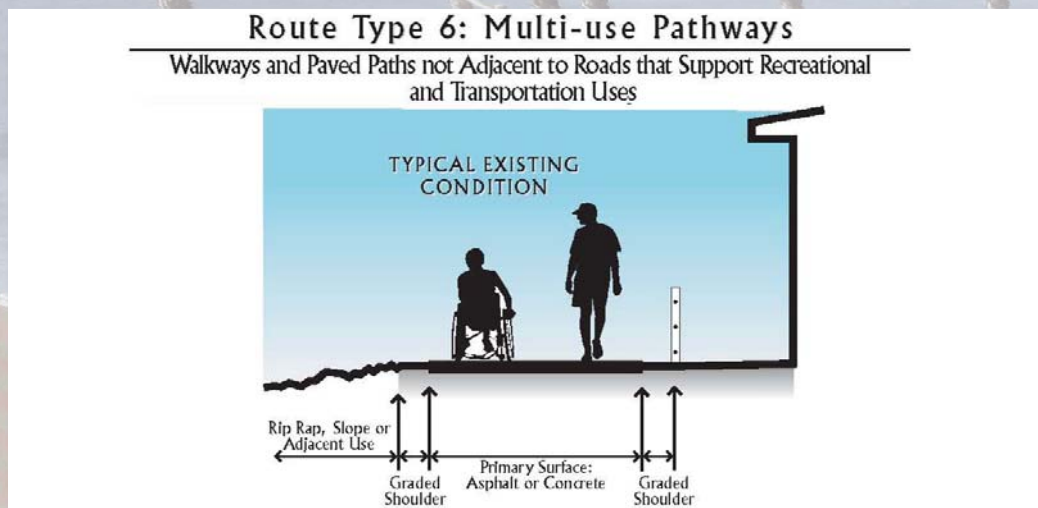 Route Type 6: Multi-use Pathways
Walkways and Paved Paths not Adjacent to Roads that Support Recreational
and Transportation Uses
TYPICAL EXISTING
CONDITION
Rip Rap, Slope or
Adjacent Use
Graded
Shoulder
Primary Surface:
Asphalt or Concrete
Graded
Shoulder